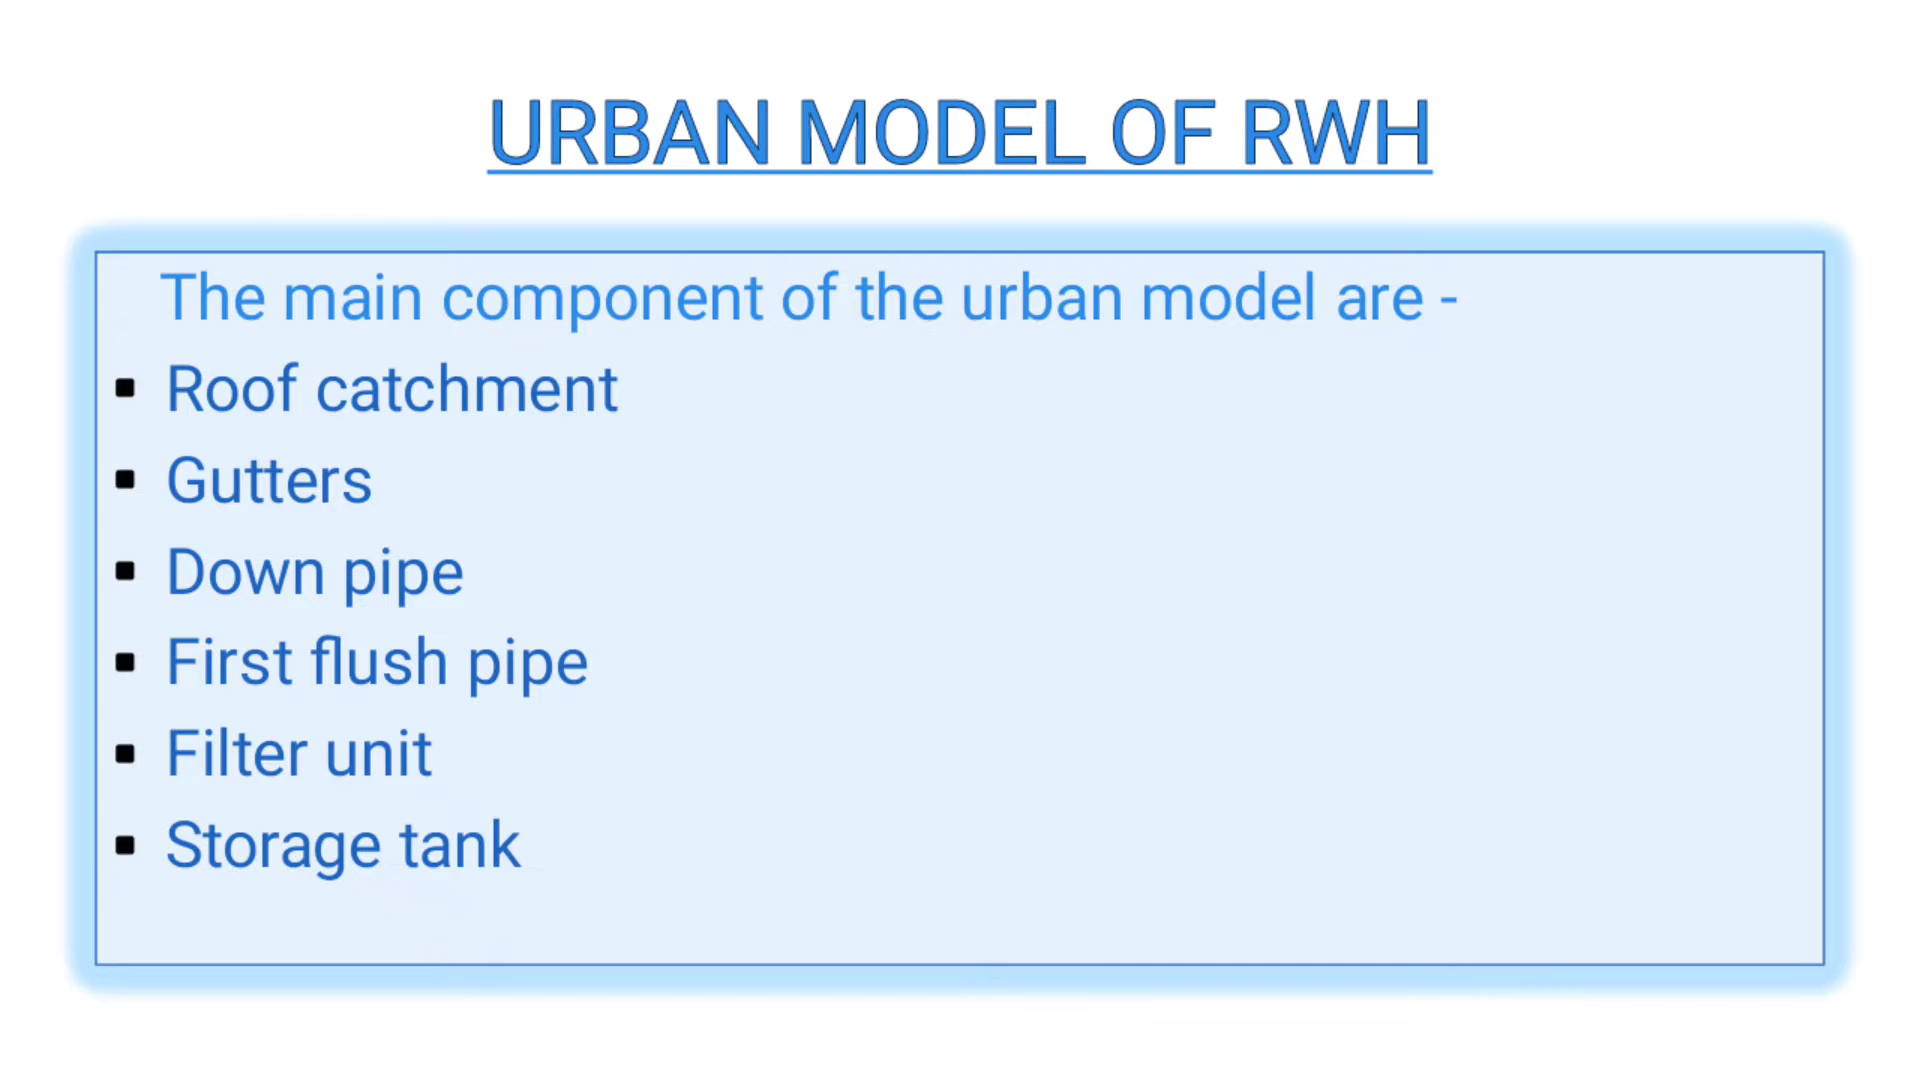 URBAN MODEL OF RWH
The main component of the urban model are -
▪ Roof catchment
▪ Gutters
▪ Down pipe
▪ First flush pipe
▪ Filter unit
▪ Storage tank